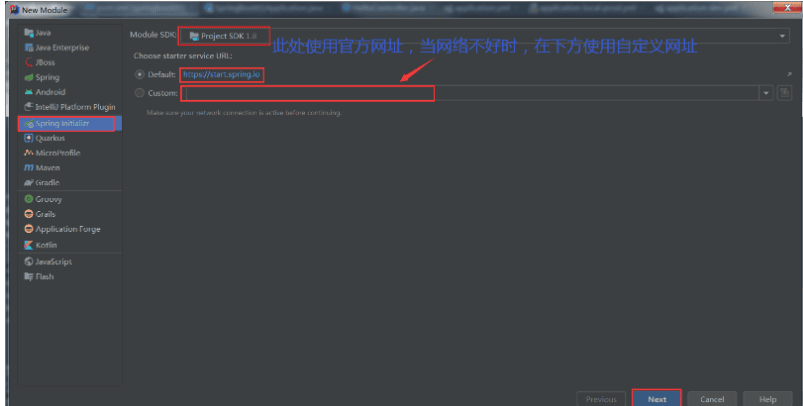 New Module
Java
Java Enterprise
JBoss
Spring
Android
IntelliJ Platform Plugin
Spring Initializr
Quarkus
MicroProfile
Maven
Gradle
Groovy
Grails
Application Forge
Kotlin
JavaScript
Flash
Module SDK: Project SDK 1.8
此处使用官方网址，当网络不好时，在下方使用自定义网址
Choose starter service URL:
Default: https://start.spring.io
Custom:
Make sure your network connection is active before continuing.
Previous
Next
Cancel
Help